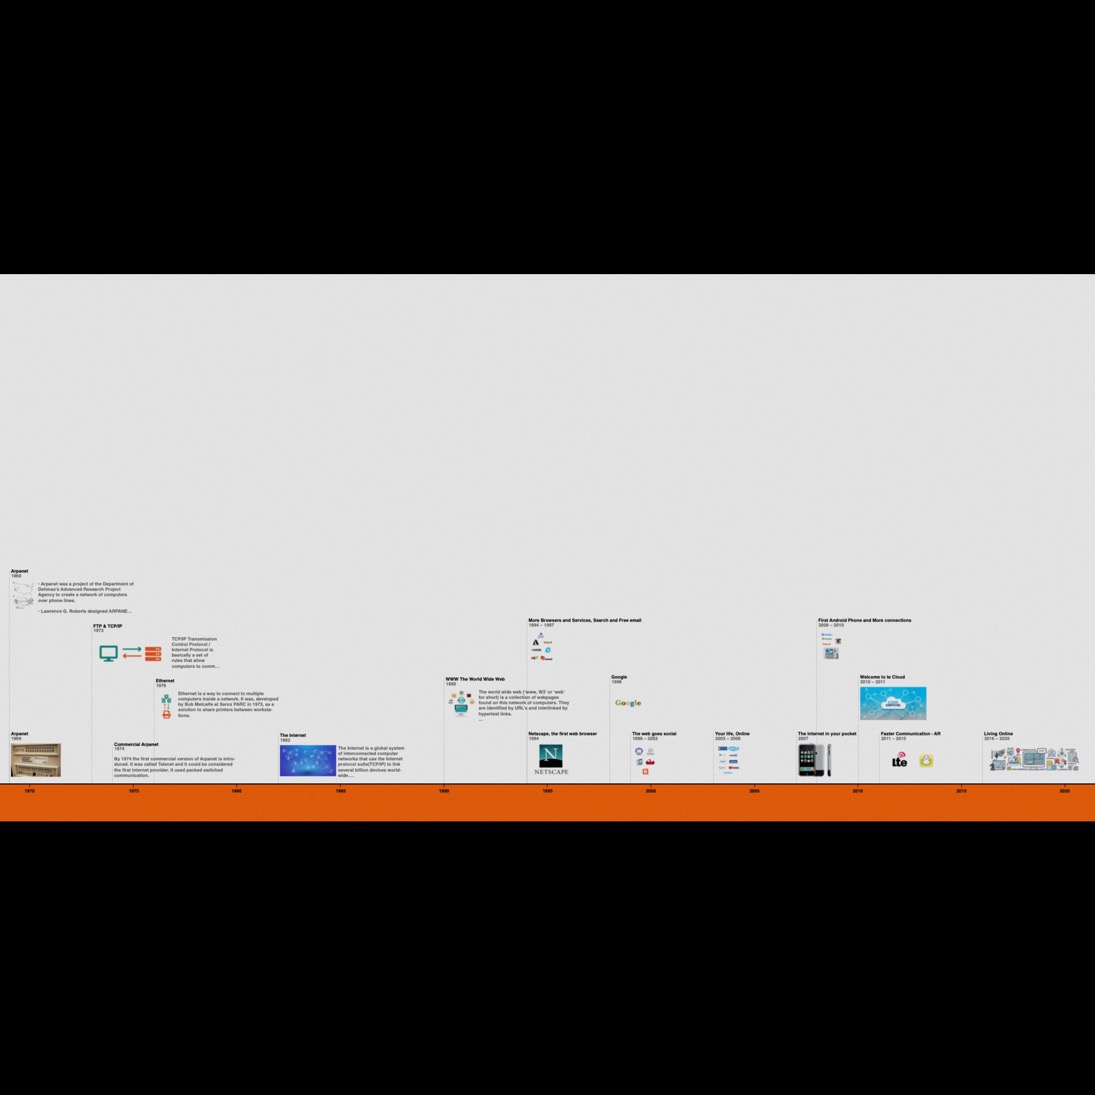 Arpanet
1969
- Arpanet was a project of the Department of
Defense's Advanced Research Project
Agency to create a network of computers
over phone lines.
- Lawrence G. Roberts designed ARPANE...
FTP & TCP/IP
1973
TCP/IP Transmission
Control Protocol /
Internet Protocol is
basically a set of
rules that allow
computers to comm...
Ethernet
1976
Ethernet is a way to connect to multiple
computers inside a network. It was, developed
by Bob Metcalfe at Xerox PARC in 1973, as a
solution to share printers between worksta-
tions.
Arpanet
1969
Commercial Arpanet
1974
By 1974 the first commercial version of Arpanet is intro-
duced. It was called Telenet and it could be considered
the first Internet provider. It used packed switched
communication.
The internet
1982
The Internet is a global system
of interconnected computer
networks that use the Internet
protocol suite(TCP/IP) to link
several billion devices world-
wide....
WWW The World Wide Web
1990
The world wide web ('www, W3' or 'web'
for short) is a collection of webpages
found on this network of computers. They
are identified by URL's and interlinked by
hypertext links.
...
More Browsers and Services, Search and Free email
1994 – 1997
Netscape, the first web browser
1994
N
NETSCAPE
Google
1998
Google
The web goes social
1999 – 2002
Your life, Online
2003 – 2006
The internet in your pocket
2007
First Android Phone and More connections
2008 – 2010
Welcome to te Cloud
2010 – 2011
CLOUD
COMPUTING
Faster Communication - AR
2011 – 2015
Lte
Living Online
2016 – 2020
1970
1975
1980
1985
1990
1995
2000
2005
2010
2015
2020